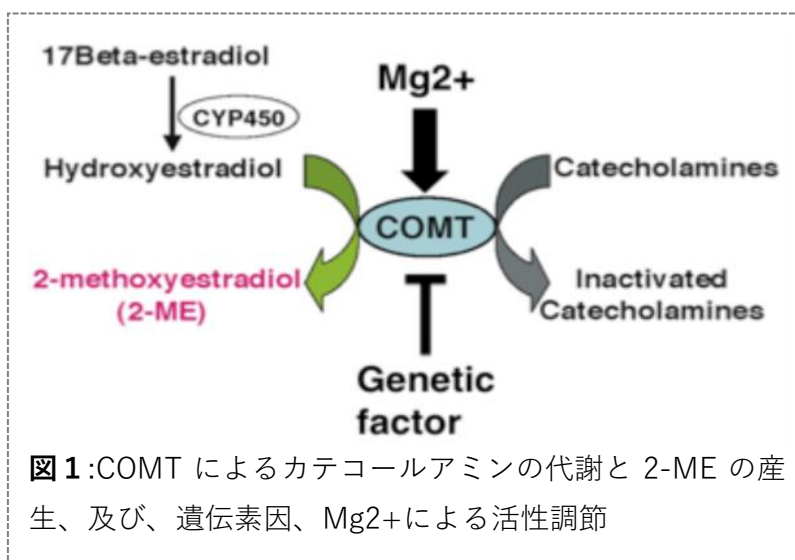 17Beta-estradiol
CYP450
Hydroxyestradiol
2-methoxyestradiol
(2-ME)
Mg2+
COMT
Genetic
factor
Catecholamines
Inactivated
Catecholamines
図1:COMT によるカテコールアミンの代謝と 2-ME の産
生、及び、遺伝素因、Mg2+による活性調節